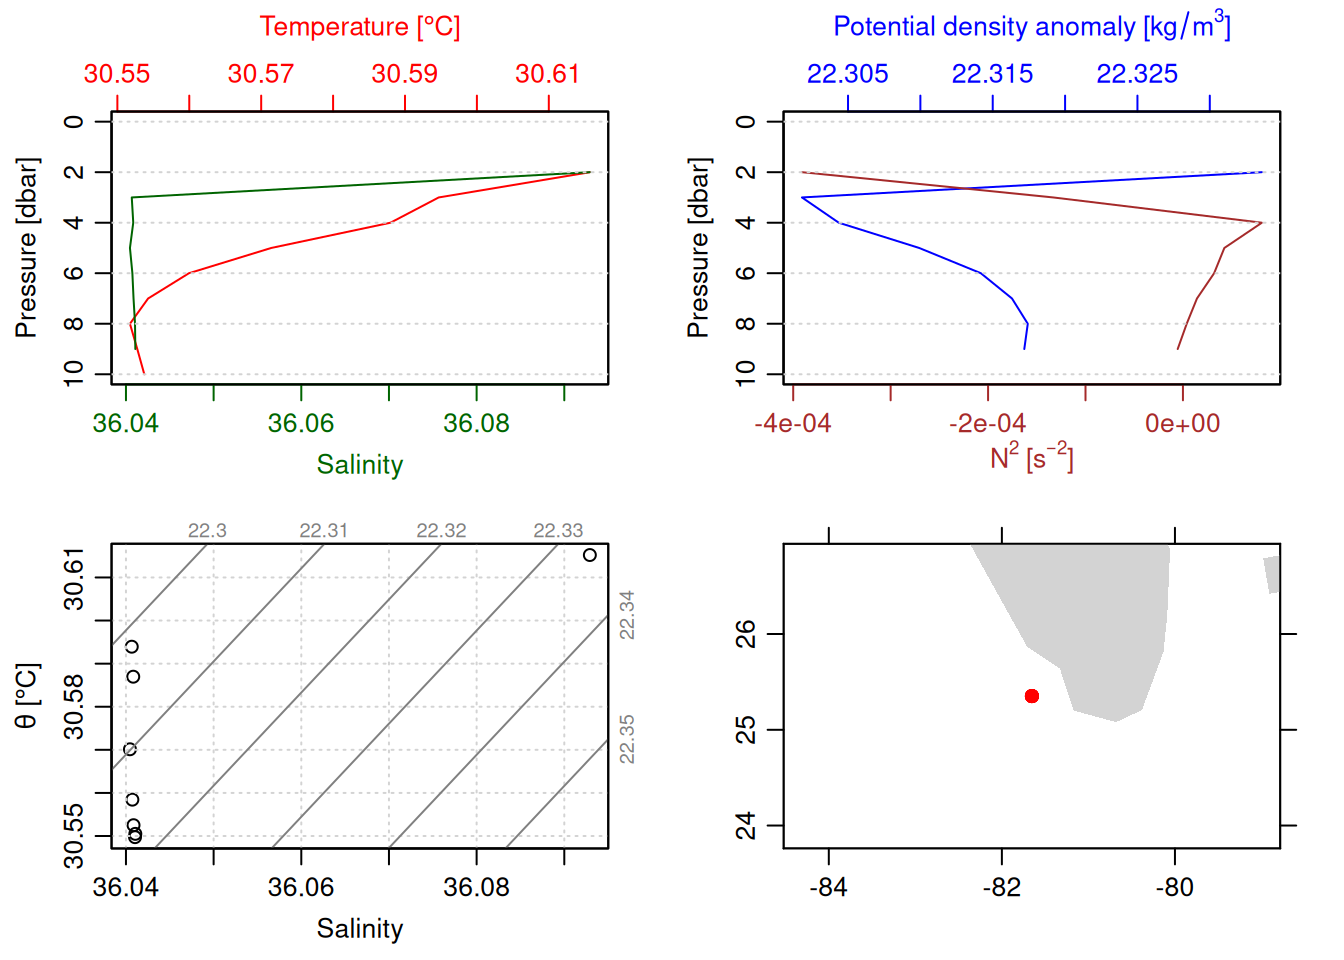 Temperature [°C]
30.55 30.57 30.59 30.61
Pressure [dbar]
0 2 4 6 8 10
36.04 36.06 36.08
Salinity
Potential density anomaly [kg/m³]
22.305 22.315 22.325
Pressure [dbar]
0 2 4 6 8 10
-4e-04 -2e-04 0e+00
N² [s⁻²]
22.3 22.31 22.32 22.33
22.34
22.35
θ [°C]
30.55 30.58 30.61
36.04 36.06 36.08
Salinity
26
25
24
-84 -82 -80